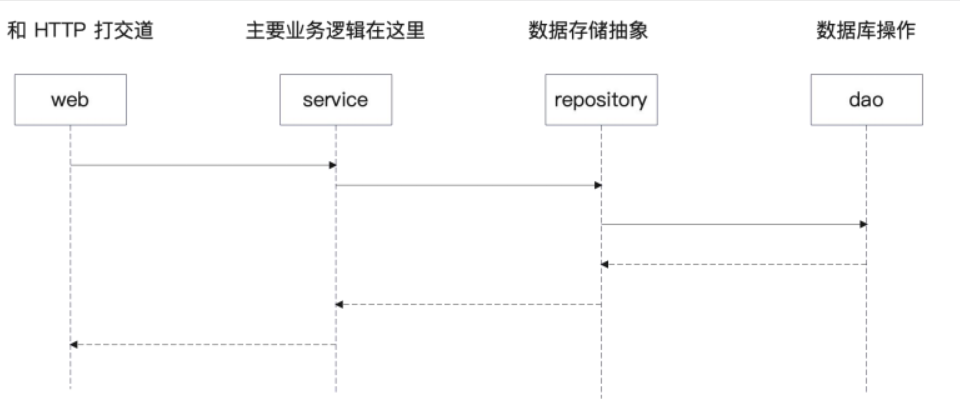 和 HTTP 打交道
主要业务逻辑在这里
数据存储抽象
数据库操作
web
service
repository
dao